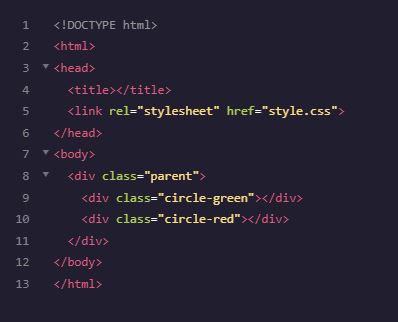 1 <!DOCTYPE html>
2 <html>
3 <head>
4 <title></title>
5 <link rel="stylesheet" href="style.css">
6 </head>
7 <body>
8 <div class="parent">
9 <div class="circle-green"></div>
10 <div class="circle-red"></div>
11 </div>
12 </body>
13 </html>